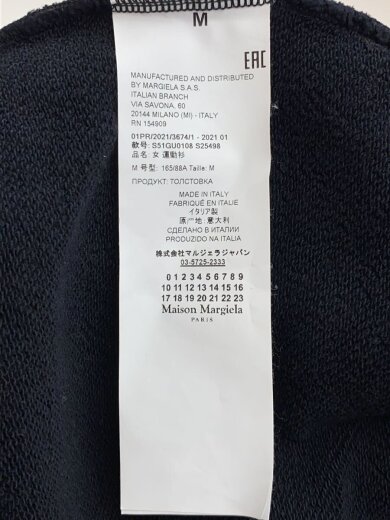 M
EAC
MANUFACTURED AND DISTRIBUTED
BY MARGIELA S.A.S.
ITALIAN BRANCH
VIA SAVONA, 60
20144 MILANO (MI) - ITALY
RN 154909
01PR/2021/3674/1 - 2021 01
款号: S51GU0108 S25498
品名: 女 運動衫
M 号型: 165/88A Taille: M
ПРОДУКТ: ТОЛСТОВКА
MADE IN ITALY
FABRIQUÉ EN ITALIE
イタリア製
原产地: 意大利
СДЕЛАНО В ИТАЛИИ
PRODUZIDO NA ITALIA
株式会社マルジェラジャパン
03-5725-2333
0 1 2 3 4 5 6 7 8 9
10 11 12 13 14 15 16
17 18 19 20 21 22 23
Maison Margiela
PARIS